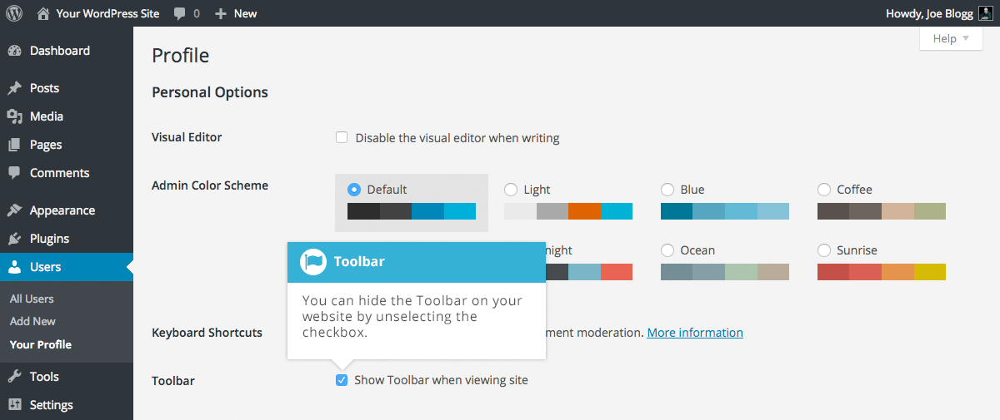 Your WordPress Site 0 New Howdy, Joe Blogg
Help
Dashboard
Posts
Media
Pages
Comments
Appearance
Plugins
Users
All Users
Add New
Your Profile
Tools
Settings
Profile
Personal Options
Visual Editor Disable the visual editor when writing
Admin Color Scheme Default Light Blue Coffee
Ocean Sunrise
Toolbar
You can hide the Toolbar on your
website by unselecting the
checkbox.
Keyboard Shortcuts moderation. More information
Toolbar Show Toolbar when viewing site